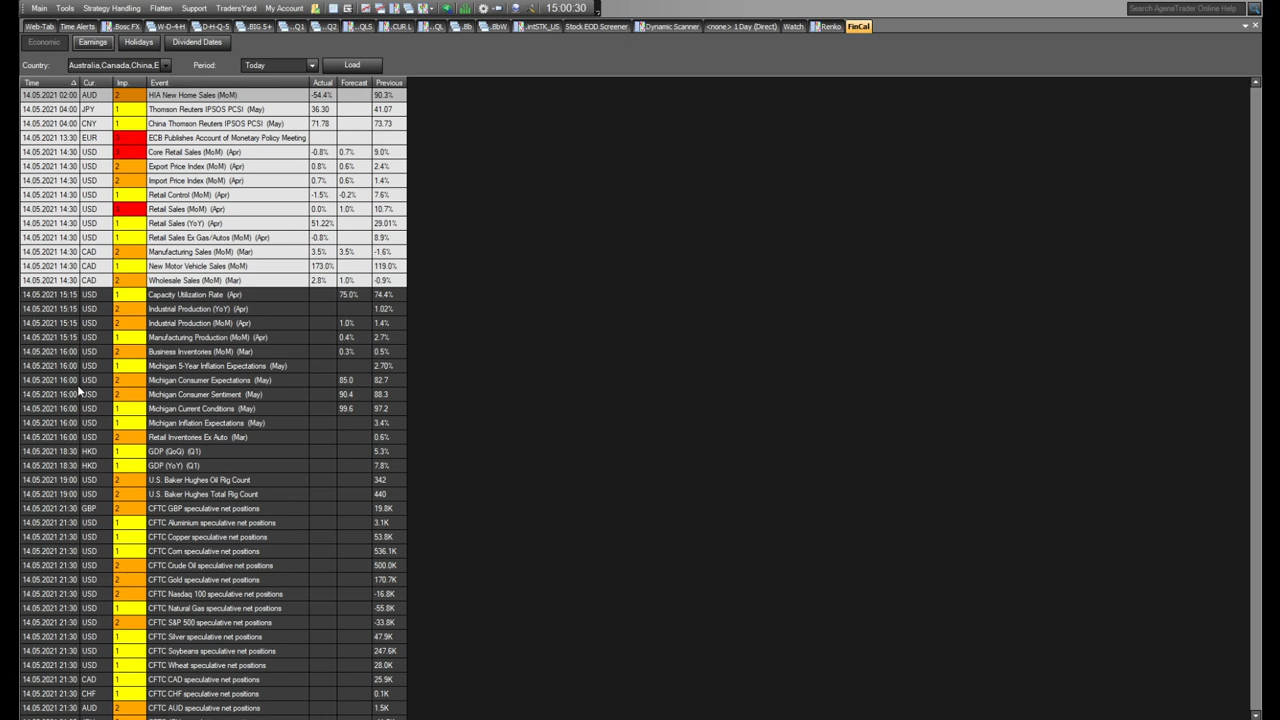 Main Tools Strategy Handling Flatten Support TradersYard My Account 15:00:30 Search AgenaTrader Online Help
Web-Tab Time Alerts .Bosc FX .W-D-4-H .D-H-Q-5 .BIG 5+ ..Q1 ..Q2 .QLS .CUR L .QL .Bb .BbW .intSTK_US Stock EOD Screener Dynamic Scanner <none> 1 Day (Direct) Watch Renko FinCal
Economic Earnings Holidays Dividend Dates
Country: Australia,Canada,China,E Period: Today Load
Time Cur. Imp. Event Actual Forecast Previous
14.05.2021 02:00 AUD 2 HIA New Home Sales (MoM) -54.4% 90.3%
14.05.2021 04:00 JPY 1 Thomson Reuters IPSOS PCSI (May) 36.30 41.07
14.05.2021 04:00 CNY 1 China Thomson Reuters IPSOS PCSI (May) 71.78 73.73
14.05.2021 13:30 EUR 3 ECB Publishes Account of Monetary Policy Meeting
14.05.2021 14:30 USD 3 Core Retail Sales (MoM) (Apr) -0.8% 0.7% 9.0%
14.05.2021 14:30 USD 2 Export Price Index (MoM) (Apr) 0.8% 0.6% 2.4%
14.05.2021 14:30 USD 2 Import Price Index (MoM) (Apr) 0.7% 0.6% 1.4%
14.05.2021 14:30 USD 1 Retail Control (MoM) (Apr) -1.5% -0.2% 7.6%
14.05.2021 14:30 USD 3 Retail Sales (MoM) (Apr) 0.0% 1.0% 10.7%
14.05.2021 14:30 USD 1 Retail Sales (YoY) (Apr) 51.22% 29.01%
14.05.2021 14:30 USD 1 Retail Sales Ex Gas/Autos (MoM) (Apr) -0.8% 8.9%
14.05.2021 14:30 CAD 2 Manufacturing Sales (MoM) (Mar) 3.5% 3.5% -1.6%
14.05.2021 14:30 CAD 1 New Motor Vehicle Sales (MoM) 173.0% 119.0%
14.05.2021 14:30 CAD 2 Wholesale Sales (MoM) (Mar) 2.8% 1.0% -0.9%
14.05.2021 15:15 USD 1 Capacity Utilization Rate (Apr) 75.0% 74.4%
14.05.2021 15:15 USD 2 Industrial Production (YoY) (Apr) 1.02%
14.05.2021 15:15 USD 2 Industrial Production (MoM) (Apr) 1.0% 1.4%
14.05.2021 15:15 USD 1 Manufacturing Production (MoM) (Apr) 0.4% 2.7%
14.05.2021 16:00 USD 2 Business Inventories (MoM) (Mar) 0.3% 0.5%
14.05.2021 16:00 USD 1 Michigan 5-Year Inflation Expectations (May) 2.70%
14.05.2021 16:00 USD 2 Michigan Consumer Expectations (May) 85.0 82.7
14.05.2021 16:00 USD 2 Michigan Consumer Sentiment (May) 90.4 88.3
14.05.2021 16:00 USD 1 Michigan Current Conditions (May) 99.6 97.2
14.05.2021 16:00 USD 1 Michigan Inflation Expectations (May) 3.4%
14.05.2021 16:00 USD 2 Retail Inventories Ex Auto (Mar) 0.6%
14.05.2021 18:30 HKD 1 GDP (QoQ) (Q1) 5.3%
14.05.2021 18:30 HKD 1 GDP (YoY) (Q1) 7.8%
14.05.2021 19:00 USD 2 U.S. Baker Hughes Oil Rig Count 342
14.05.2021 19:00 USD 2 U.S. Baker Hughes Total Rig Count 440
14.05.2021 21:30 GBP 2 CFTC GBP speculative net positions 19.8K
14.05.2021 21:30 USD 1 CFTC Aluminium speculative net positions 3.1K
14.05.2021 21:30 USD 1 CFTC Copper speculative net positions 53.8K
14.05.2021 21:30 USD 1 CFTC Corn speculative net positions 536.1K
14.05.2021 21:30 USD 2 CFTC Crude Oil speculative net positions 500.0K
14.05.2021 21:30 USD 2 CFTC Gold speculative net positions 170.7K
14.05.2021 21:30 USD 2 CFTC Nasdaq 100 speculative net positions -16.8K
14.05.2021 21:30 USD 1 CFTC Natural Gas speculative net positions -55.8K
14.05.2021 21:30 USD 2 CFTC S&P 500 speculative net positions -33.8K
14.05.2021 21:30 USD 1 CFTC Silver speculative net positions 47.9K
14.05.2021 21:30 USD 1 CFTC Soybeans speculative net positions 247.6K
14.05.2021 21:30 USD 1 CFTC Wheat speculative net positions 28.0K
14.05.2021 21:30 CAD 1 CFTC CAD speculative net positions 25.9K
14.05.2021 21:30 CHF 1 CFTC CHF speculative net positions 0.1K
14.05.2021 21:30 AUD 2 CFTC AUD speculative net positions 1.5K